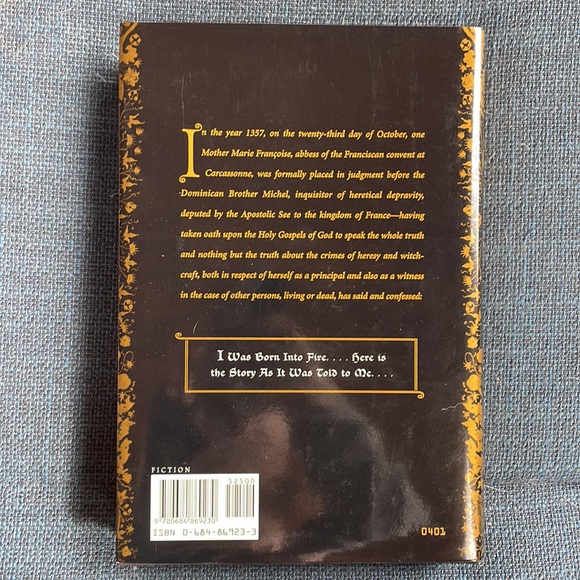 In the year 1357, on the twenty-third day of October, one
Mother Marie Françoise, abbess of the Franciscan convent at
Carcassonne, was formally placed in judgment before the
Dominican Brother Michel, inquisitor of heretical depravity,
deputed by the Apostolic See to the kingdom of France—having
taken oath upon the Holy Gospels of God to speak the whole truth
and nothing but the truth about the crimes of heresy and witch-
craft, both in respect of herself as a principal and also as a witness
in the case of other persons, living or dead, has said and confessed:
I Was Born Into Fire. . . . Here is
the Story As It Was Told to Me. . . .
FICTION
52500
9 780684 869230
ISBN 0-684-86923-3
0401